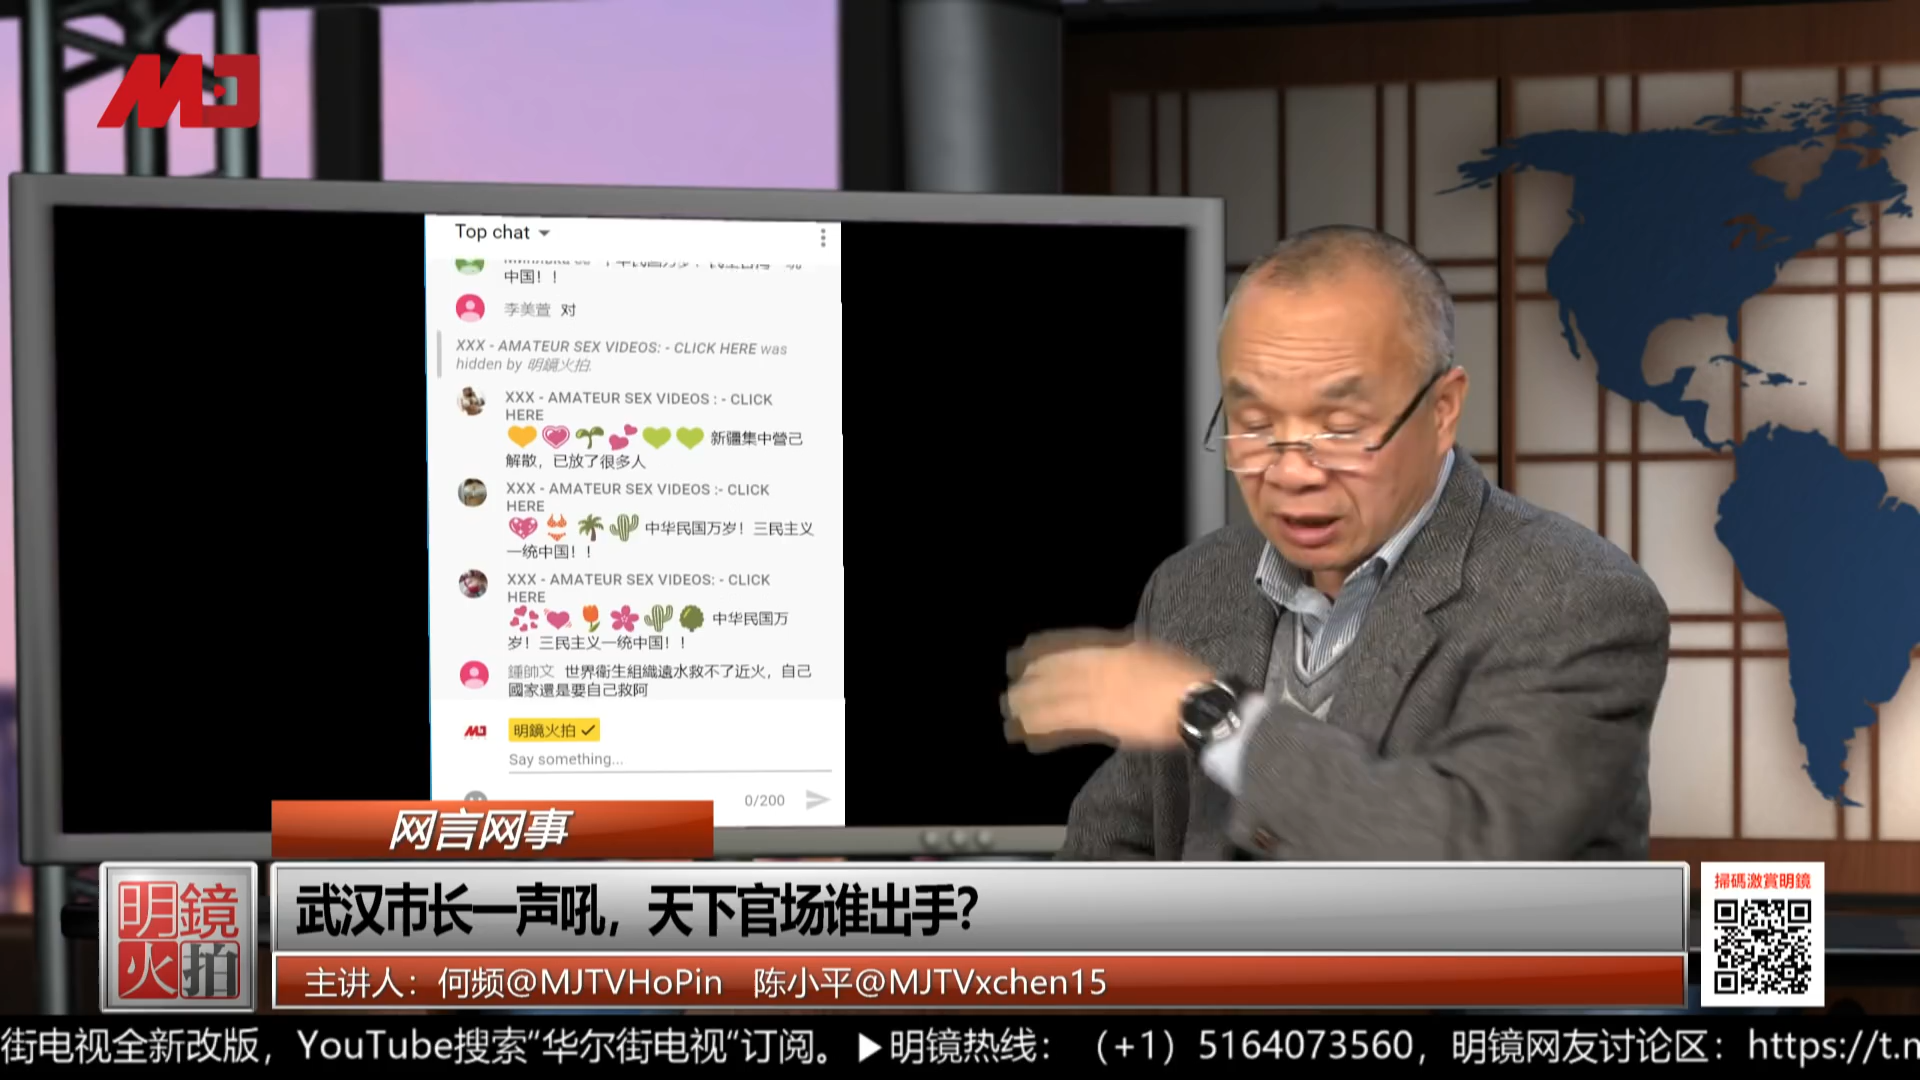 MJ
Top chat
中国！！
李美萱 对
XXX - AMATEUR SEX VIDEOS: - CLICK HERE was
hidden by 明鏡火拍.
XXX - AMATEUR SEX VIDEOS : - CLICK
HERE
新疆集中營己
解散，已放了很多人
XXX - AMATEUR SEX VIDEOS :- CLICK
HERE
中华民国万岁！三民主义
一统中国！！
XXX - AMATEUR SEX VIDEOS: - CLICK
HERE
中华民国万
岁！三民主义一统中国！！
鍾帥文 世界衛生組織遠水救不了近火，自己
國家還是要自己救阿
MJ 明鏡火拍
Say something...
0/200
网言网事
明鏡
火拍
武汉市长一声吼，天下官场谁出手？
主讲人：何频@MJTVHoPin 陈小平@MJTVxchen15
掃碼激賞明鏡
街电视全新改版，YouTube搜索“华尔街电视“订阅。▶明镜热线：（+1）5164073560，明镜网友讨论区：https://t.m